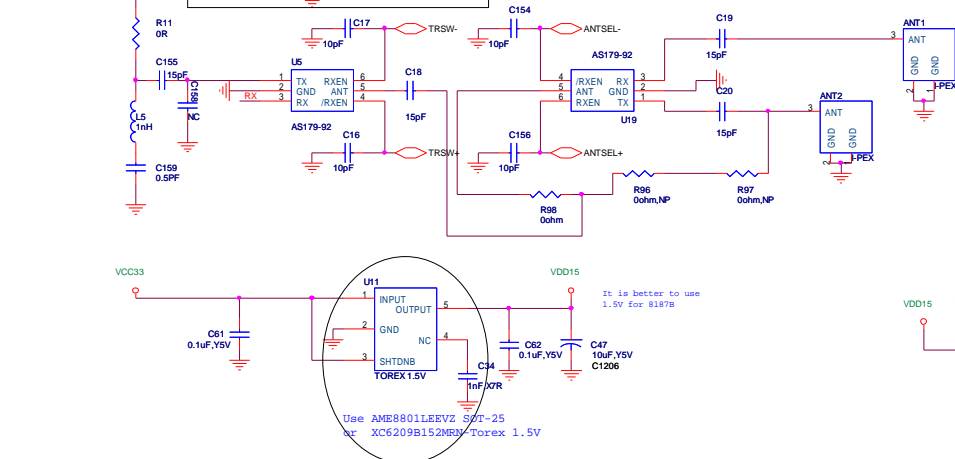 R11
0R
C155
15pF
C158
NC
L5
1nH
C159
0.5PF
RX
U5
1 TX RXEN 6
2 GND ANT 5
3 RX /RXEN 4
AS179-92
C17
10pF
TRSW-
C18
15pF
C16
10pF
TRSW+
C154
10pF
ANTSEL-
AS179-92
4 /RXEN RX 3
5 ANT GND 2
6 RXEN TX 1
U19
C156
10pF
ANTSEL+
C19
15pF
C20
15pF
ANT1
3 ANT
GND GND
2 1
I-PEX
ANT2
3 ANT
GND GND
2 1
I-PEX
R98
0ohm
R96
0ohm,NP
R97
0ohm,NP
VCC33
C61
0.1uF,Y5V
U11
1 INPUT
OUTPUT 5
2 GND
NC 4
3 SHTDNB
TOREX 1.5V
C34
1nF,X7R
VDD15
C62
0.1uF,Y5V
C47
10uF,Y5V
C1206
It is better to use
1.5V for 8187B
VDD15
Use AME8801LEEVZ SOT-25
or XC6209B152MRN-Torex 1.5V